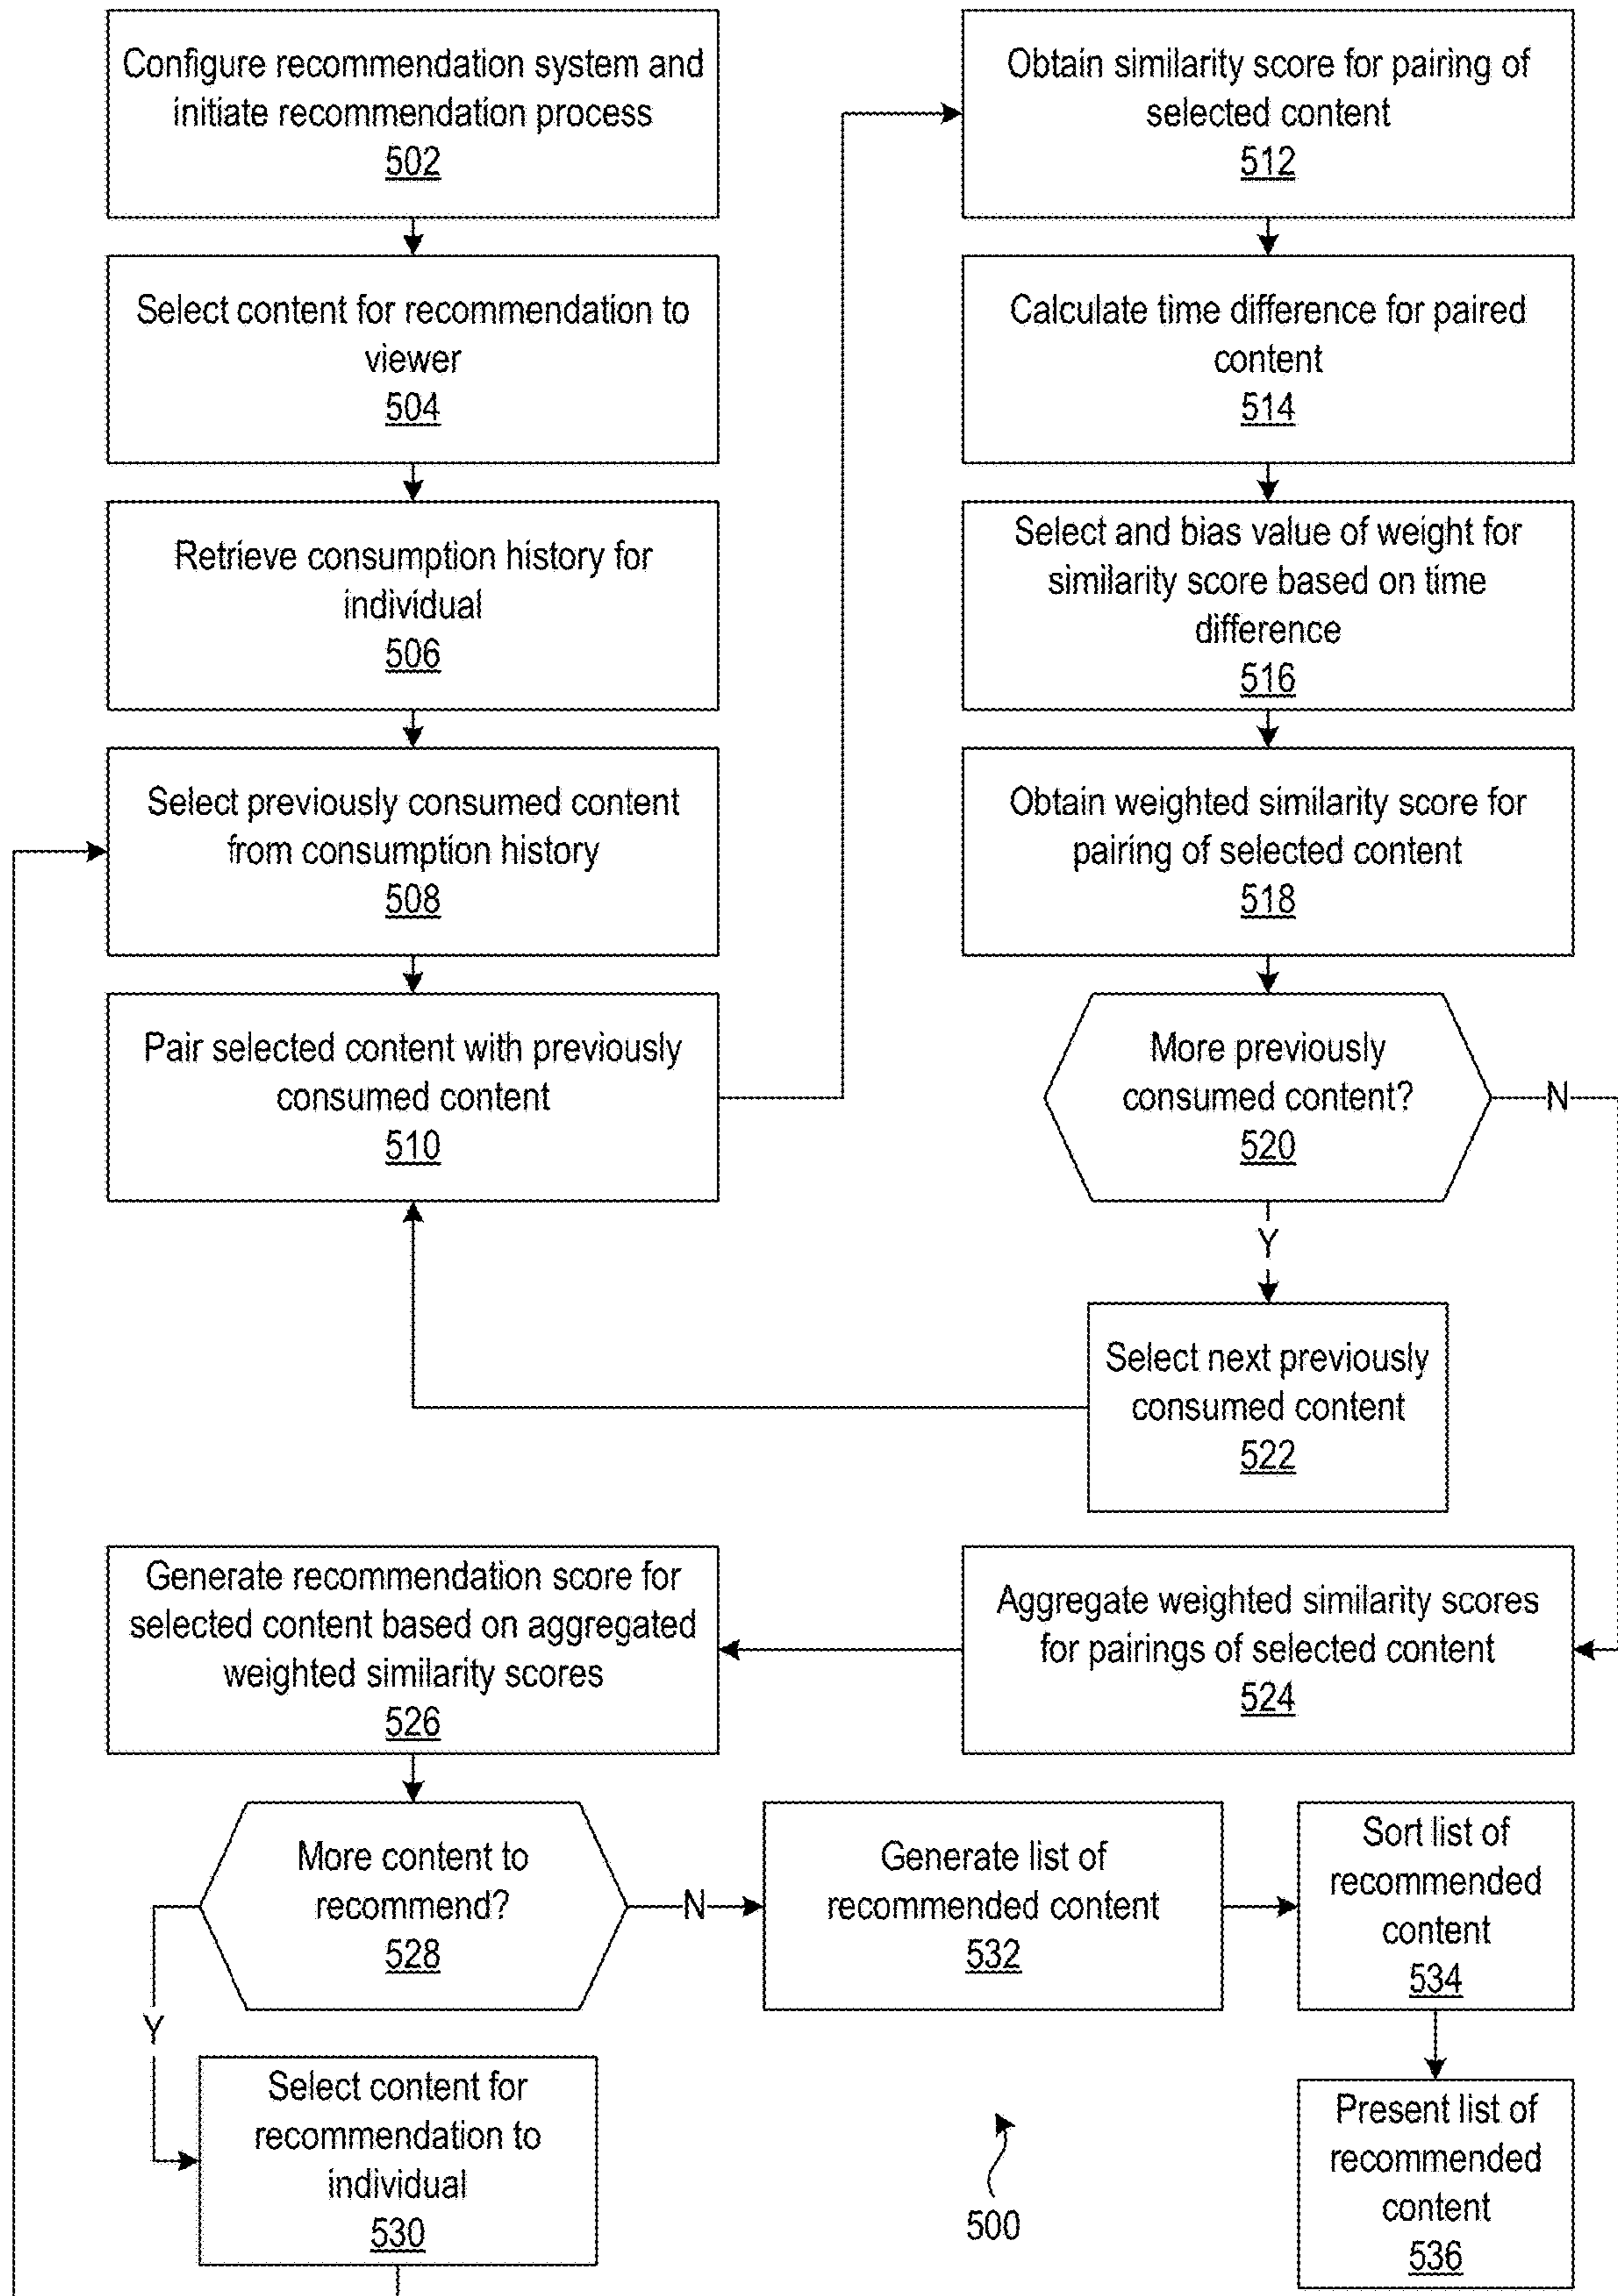 Configure recommendation system and
initiate recommendation process
502
Select content for recommendation to
viewer
504
Retrieve consumption history for
individual
506
Select previously consumed content
from consumption history
508
Pair selected content with previously
consumed content
510
Obtain similarity score for pairing of
selected content
512
Calculate time difference for paired
content
514
Select and bias value of weight for
similarity score based on time
difference
516
Obtain weighted similarity score for
pairing of selected content
518
More previously
consumed content?
520
N
Y
Select next previously
consumed content
522
Aggregate weighted similarity scores
for pairings of selected content
524
Generate recommendation score for
selected content based on aggregated
weighted similarity scores
526
More content to
recommend?
528
N
Y
Select content for
recommendation to
individual
530
Generate list of
recommended content
532
Sort list of
recommended
content
534
Present list of
recommended
content
536
500